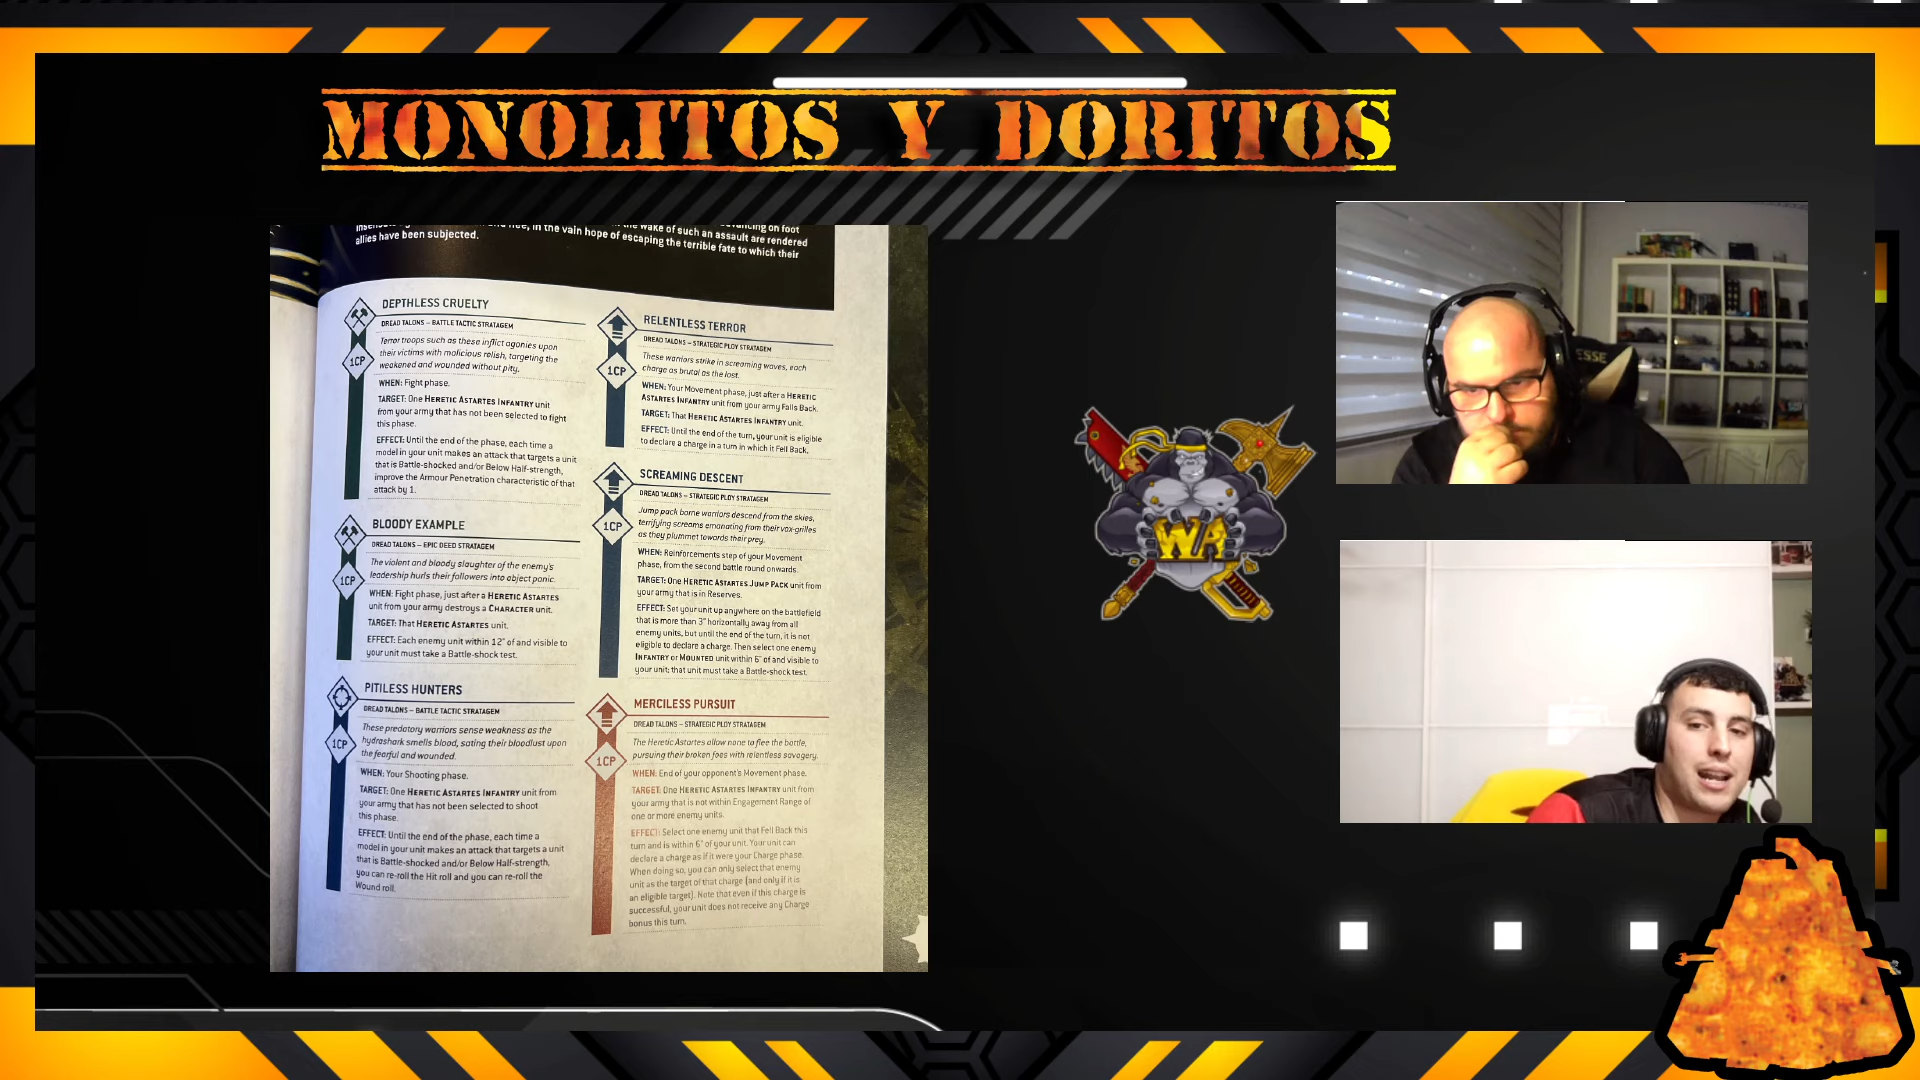 MONOLITOS Y DORITOS
the wake of such an assault are rendered
in the vain hope of escaping the terrible fate to which their
allies have been subjected.
DEPTHLESS CRUELTY
DREAD TALONS – BATTLE TACTIC STRATAGEM
Terror troops such as these inflict agonies upon
their victims with malicious relish, targeting the
weakened and wounded without pity.
1CP
WHEN: Fight phase.
TARGET: One HERETIC ASTARTES INFANTRY unit
from your army that has not been selected to fight
this phase.
EFFECT: Until the end of the phase, each time a
model in your unit makes an attack that targets a unit
that is Battle-shocked and/or Below Half-strength,
improve the Armour Penetration characteristic of that
attack by 1.
BLOODY EXAMPLE
DREAD TALONS – EPIC DEED STRATAGEM
The violent and bloody slaughter of the enemy's
leadership hurls their followers into abject panic.
1CP
WHEN: Fight phase, just after a HERETIC ASTARTES
unit from your army destroys a CHARACTER unit.
TARGET: That HERETIC ASTARTES unit.
EFFECT: Each enemy unit within 12" of and visible to
your unit must take a Battle-shock test.
PITILESS HUNTERS
DREAD TALONS – BATTLE TACTIC STRATAGEM
These predatory warriors sense weakness as the
hydrashark smells blood, sating their bloodlust upon
the fearful and wounded.
1CP
WHEN: Your Shooting phase.
TARGET: One HERETIC ASTARTES INFANTRY unit from
your army that has not been selected to shoot
this phase.
EFFECT: Until the end of the phase, each time a
model in your unit makes an attack that targets a unit
that is Battle-shocked and/or Below Half-strength,
you can re-roll the Hit roll and you can re-roll the
Wound roll.
RELENTLESS TERROR
DREAD TALONS – STRATEGIC PLOY STRATAGEM
These warriors strike in screaming waves, each
charge as brutal as the last.
1CP
WHEN: Your Movement phase, just after a HERETIC
ASTARTES INFANTRY unit from your army Falls Back.
TARGET: That HERETIC ASTARTES INFANTRY unit.
EFFECT: Until the end of the turn, your unit is eligible
to declare a charge in a turn in which it Fell Back.
SCREAMING DESCENT
DREAD TALONS – STRATEGIC PLOY STRATAGEM
Jump pack borne warriors descend from the skies,
terrifying screams emanating from their vox-grilles
as they plummet towards their prey.
1CP
WHEN: Reinforcements step of your Movement
phase, from the second battle round onwards.
TARGET: One HERETIC ASTARTES JUMP PACK unit from
your army that is in Reserves.
EFFECT: Set your unit up anywhere on the battlefield
that is more than 3" horizontally away from all
enemy units, but until the end of the turn, it is not
eligible to declare a charge. Then select one enemy
INFANTRY or MOUNTED unit within 6" of and visible to
your unit; that unit must take a Battle-shock test.
MERCILESS PURSUIT
DREAD TALONS – STRATEGIC PLOY STRATAGEM
The Heretic Astartes allow none to flee the battle,
pursuing their broken foes with relentless savagery.
1CP
WHEN: End of your opponent's Movement phase.
TARGET: One HERETIC ASTARTES INFANTRY unit from
your army that is not within Engagement Range of
one or more enemy units.
EFFECT: Select one enemy unit that Fell Back this
turn and is within 6" of your unit. Your unit can
declare a charge as if it were your Charge phase.
When doing so, you can only select that enemy
unit as the target of that charge (and only if it is
an eligible target). Note that even if this charge is
successful, your unit does not receive any Charge
bonus this turn.
WA
ESSE